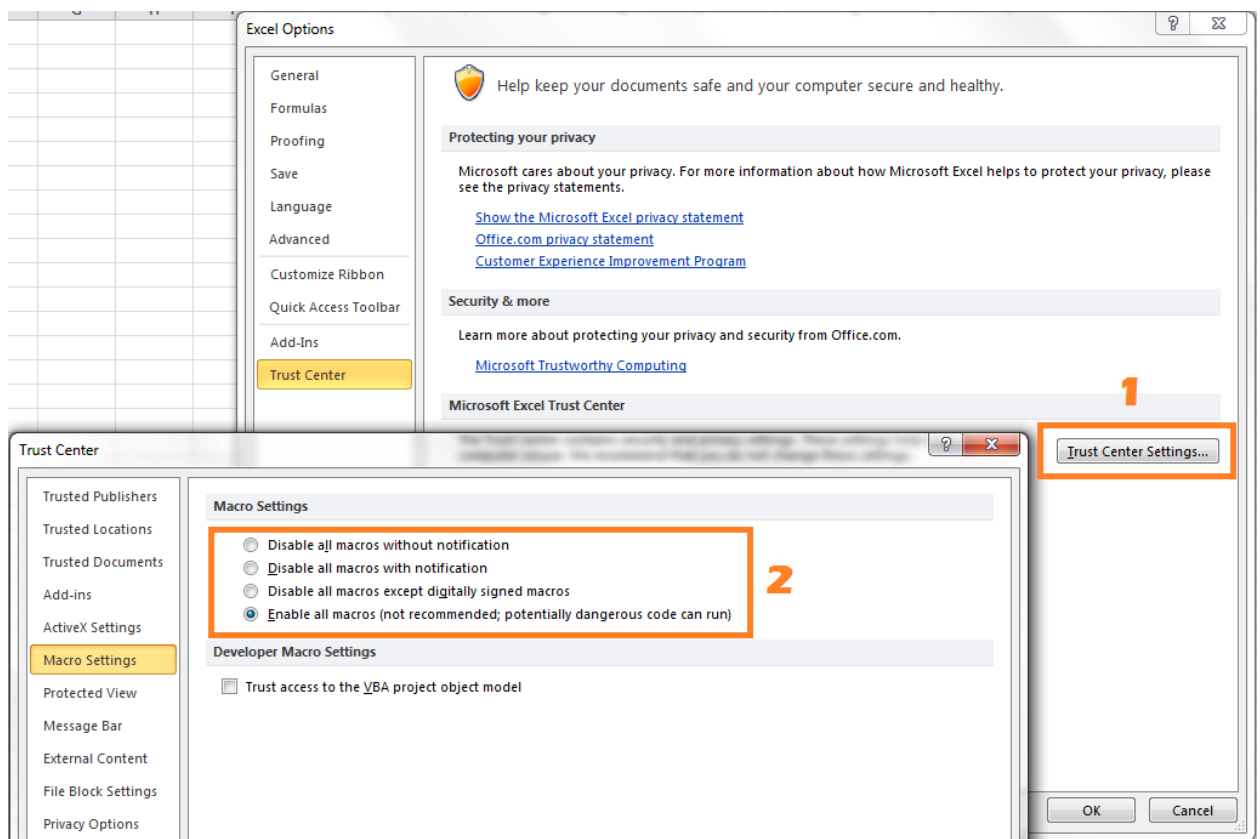 Excel Options
General
Formulas
Proofing
Save
Language
Advanced
Customize Ribbon
Quick Access Toolbar
Add-Ins
Trust Center
Help keep your documents safe and your computer secure and healthy.
Protecting your privacy
Microsoft cares about your privacy. For more information about how Microsoft Excel helps to protect your privacy, please
see the privacy statements.
Show the Microsoft Excel privacy statement
Office.com privacy statement
Customer Experience Improvement Program
Security & more
Learn more about protecting your privacy and security from Office.com.
Microsoft Trustworthy Computing
Microsoft Excel Trust Center
1
Trust Center Settings...
OK
Cancel
Trust Center
Trusted Publishers
Trusted Locations
Trusted Documents
Add-ins
ActiveX Settings
Macro Settings
Protected View
Message Bar
External Content
File Block Settings
Privacy Options
Macro Settings
Disable all macros without notification
Disable all macros with notification
Disable all macros except digitally signed macros
Enable all macros (not recommended; potentially dangerous code can run)
2
Developer Macro Settings
Trust access to the VBA project object model